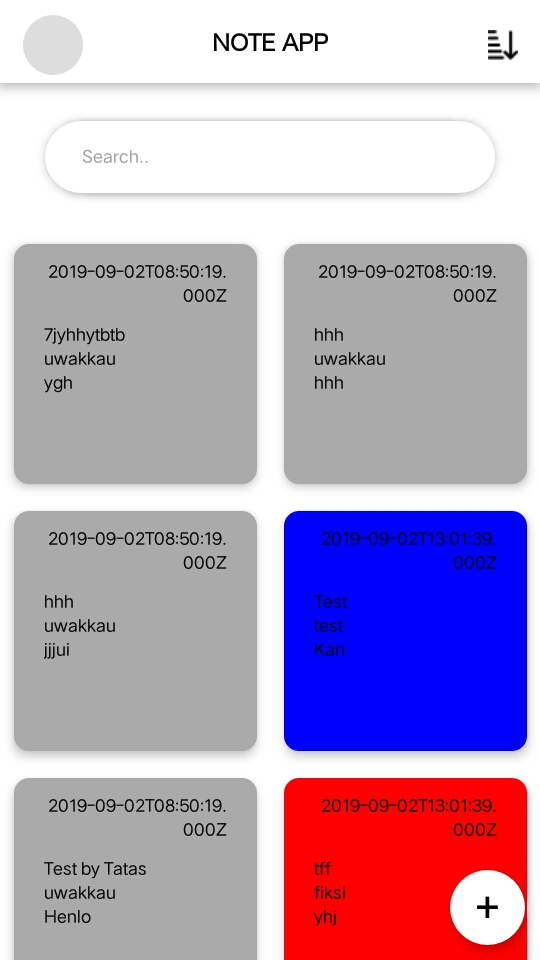 NOTE APP
Search..
2019-09-02T08:50:19.
000Z
7jyhhytbtb
uwakkau
ygh
2019-09-02T08:50:19.
000Z
hhh
uwakkau
hhh
2019-09-02T08:50:19.
000Z
hhh
uwakkau
jjjui
2019-09-02T13:01:39.
000Z
Test
test
Kan
2019-09-02T08:50:19.
000Z
Test by Tatas
uwakkau
Henlo
2019-09-02T13:01:39.
000Z
tff
fiksi
yhj
+